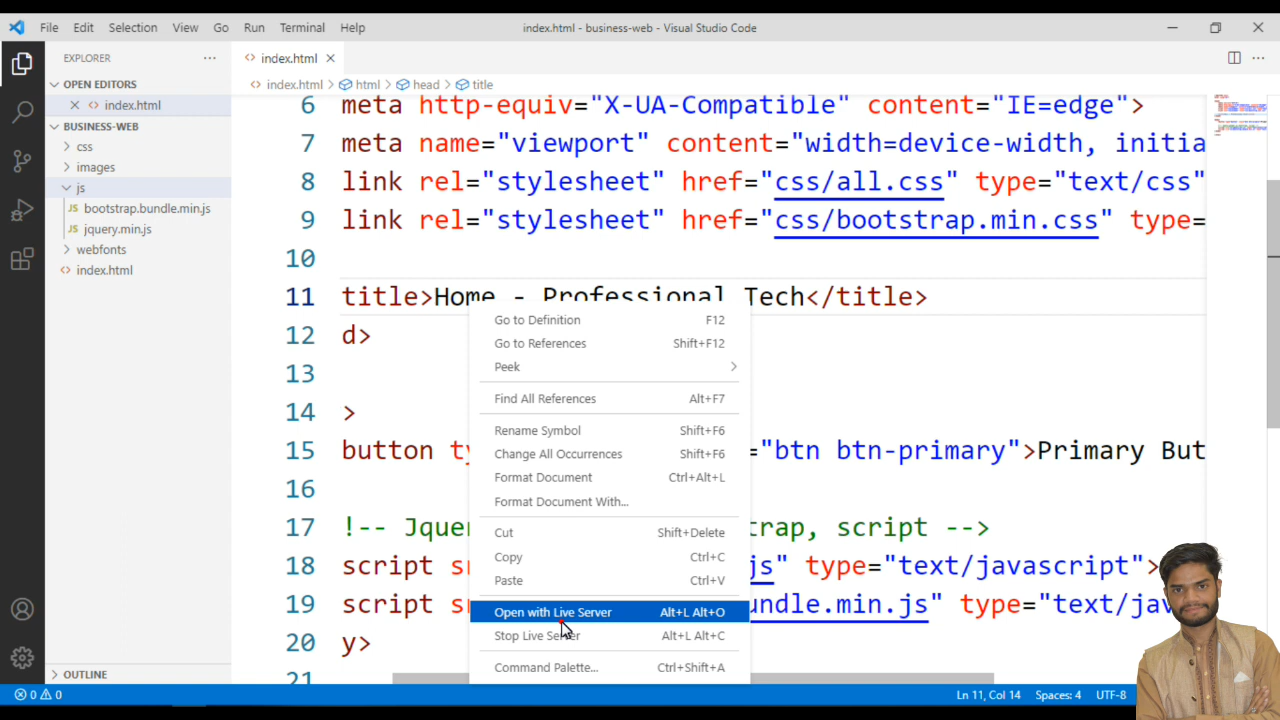 File Edit Selection View Go Run Terminal Help index.html - business-web - Visual Studio Code
EXPLORER
OPEN EDITORS
index.html
BUSINESS-WEB
css
images
js
JS bootstrap.bundle.min.js
JS jquery.min.js
webfonts
index.html
OUTLINE
index.html
index.html > html > head > title
6 meta http-equiv="X-UA-Compatible" content="IE=edge">
7 meta name="viewport" content="width=device-width, initia
8 link rel="stylesheet" href="css/all.css" type="text/css"
9 link rel="stylesheet" href="css/bootstrap.min.css" type=
10
11 title>Home - Professional Tech</title>
12 d>
13
14 >
15 button ty ="btn btn-primary">Primary But
16
17 !-- Jque trap, script -->
18 script sr js" type="text/javascript">
19 script sr undle.min.js" type="text/jav
20 y>
21
Go to Definition F12
Go to References Shift+F12
Peek
Find All References Alt+F7
Rename Symbol Shift+F6
Change All Occurrences Shift+F6
Format Document Ctrl+Alt+L
Format Document With...
Cut Shift+Delete
Copy Ctrl+C
Paste Ctrl+V
Open with Live Server Alt+L Alt+O
Stop Live Server Alt+L Alt+C
Command Palette... Ctrl+Shift+A
0 0 Ln 11, Col 14 Spaces: 4 UTF-8